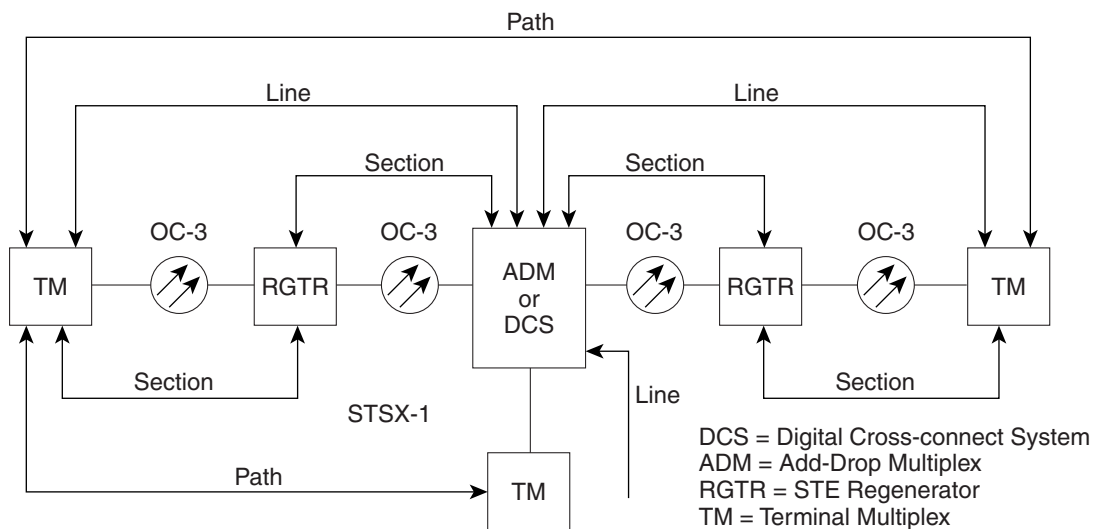 Path
Line
Line
Section
Section
OC-3
OC-3
OC-3
OC-3
TM
RGTR
ADM
or
DCS
RGTR
TM
Section
Section
Line
STSX-1
DCS = Digital Cross-connect System
ADM = Add-Drop Multiplex
RGTR = STE Regenerator
TM = Terminal Multiplex
Path
TM